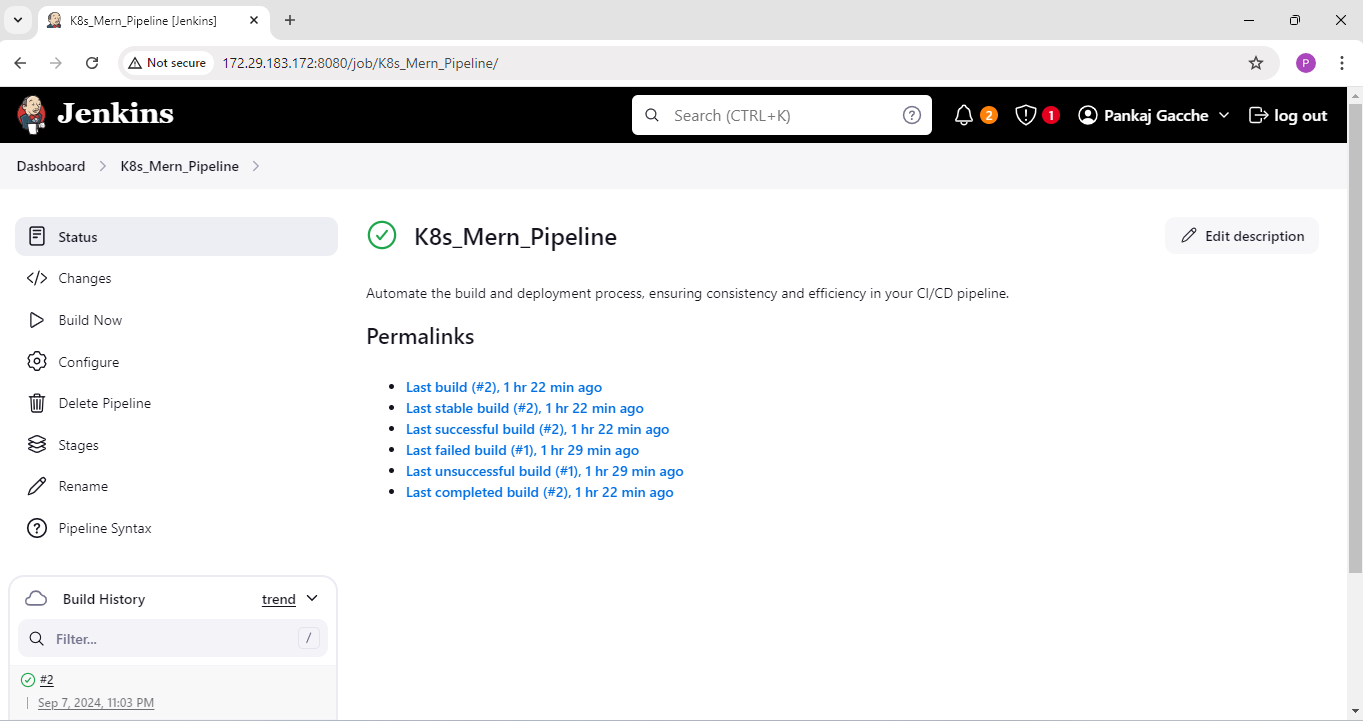 K8s_Mern_Pipeline [Jenkins]
Not secure 172.29.183.172:8080/job/K8s_Mern_Pipeline/ P
Jenkins Search (CTRL+K) ? 2 1 Pankaj Gacche log out
Dashboard K8s_Mern_Pipeline
Status
Changes
Build Now
Configure
Delete Pipeline
Stages
Rename
Pipeline Syntax
K8s_Mern_Pipeline Edit description
Automate the build and deployment process, ensuring consistency and efficiency in your CI/CD pipeline.
Permalinks
Last build (#2), 1 hr 22 min ago
Last stable build (#2), 1 hr 22 min ago
Last successful build (#2), 1 hr 22 min ago
Last failed build (#1), 1 hr 29 min ago
Last unsuccessful build (#1), 1 hr 29 min ago
Last completed build (#2), 1 hr 22 min ago
Build History trend
Filter... /
#2
Sep 7, 2024, 11:03 PM